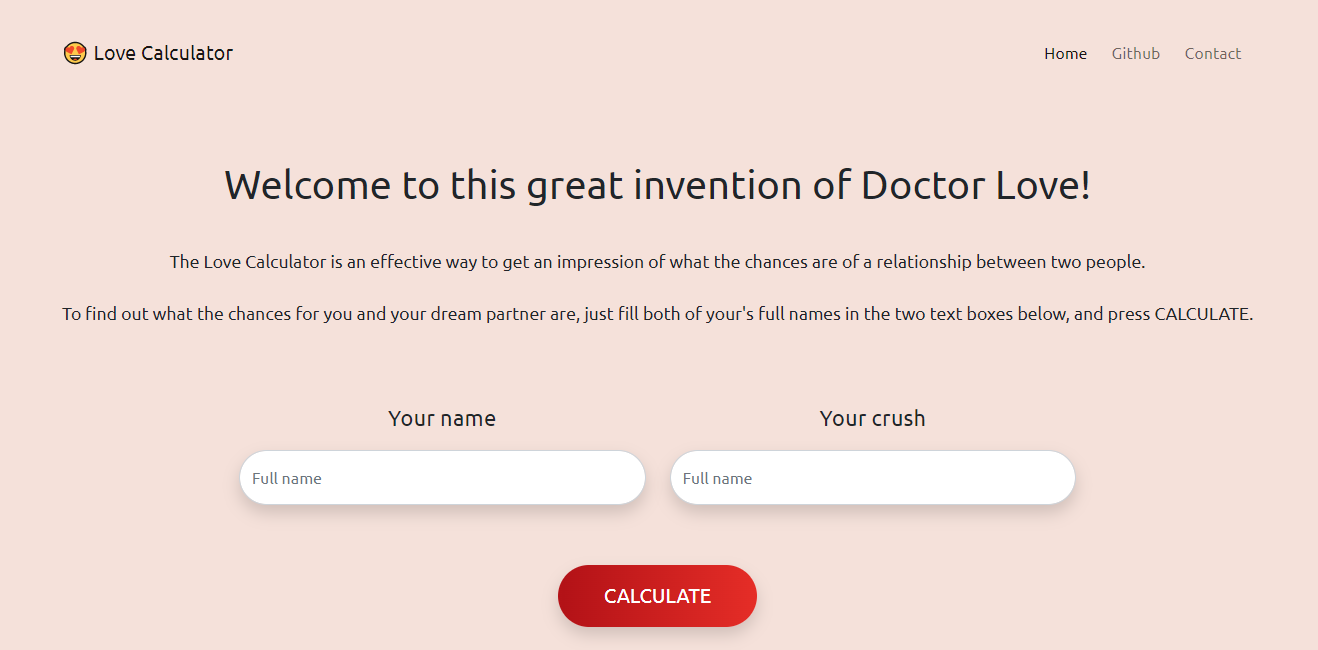 😍 Love Calculator
Home Github Contact
Welcome to this great invention of Doctor Love!
The Love Calculator is an effective way to get an impression of what the chances are of a relationship between two people.
To find out what the chances for you and your dream partner are, just fill both of your's full names in the two text boxes below, and press CALCULATE.
Your name
Full name
Your crush
Full name
CALCULATE